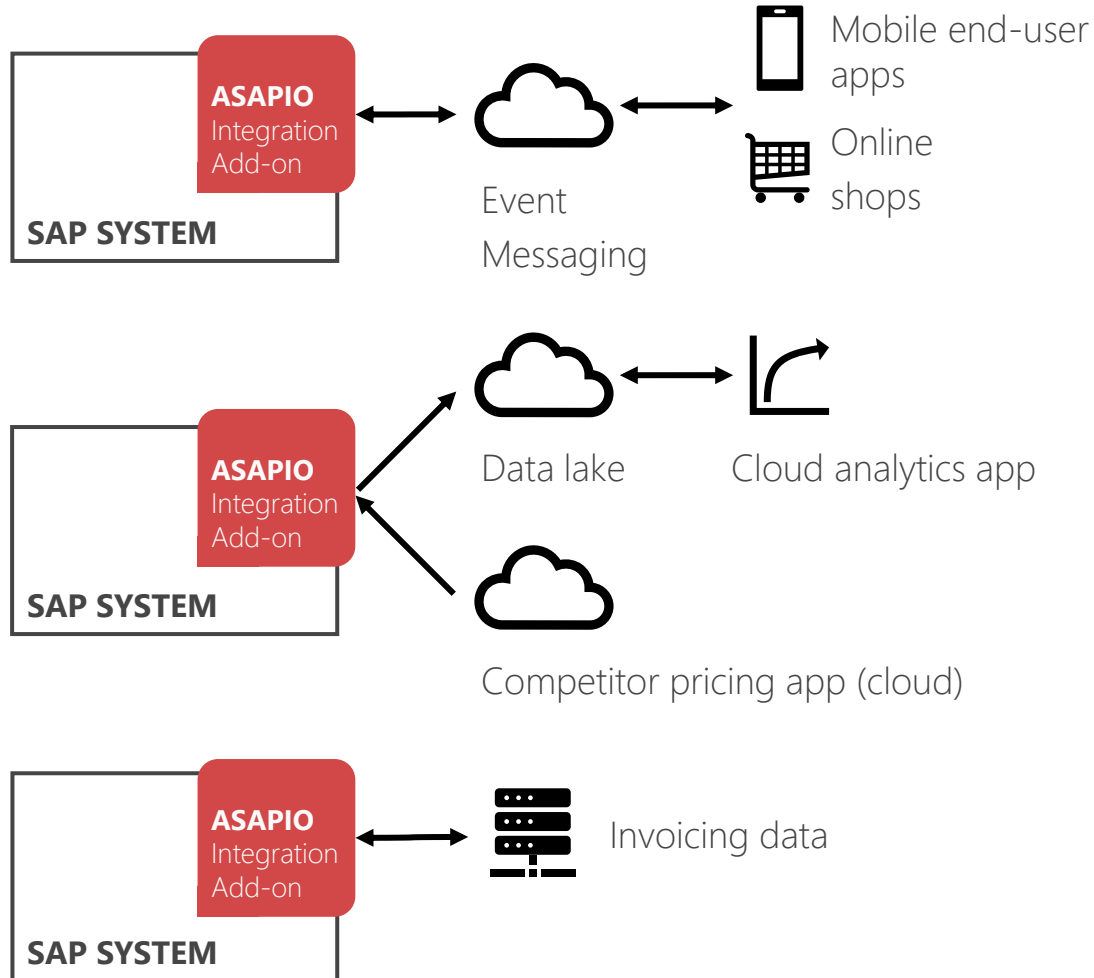 ASAPIO
Integration
Add-on
SAP SYSTEM
Event
Messaging
Mobile end-user
apps
Online
shops
ASAPIO
Integration
Add-on
SAP SYSTEM
Data lake
Cloud analytics app
Competitor pricing app (cloud)
ASAPIO
Integration
Add-on
SAP SYSTEM
Invoicing data